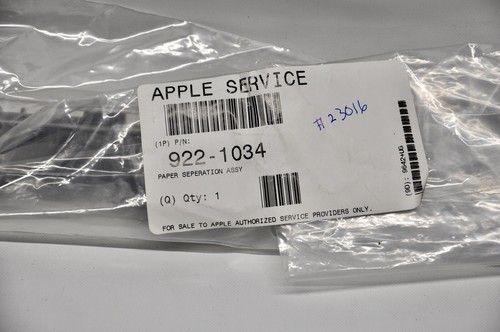 APPLE SERVICE
(1P) P/N:
922-1034
PAPER SEPERATION ASSY
(Q) Qty: 1
FOR SALE TO APPLE AUTHORIZED SERVICE PROVIDERS ONLY.
23016